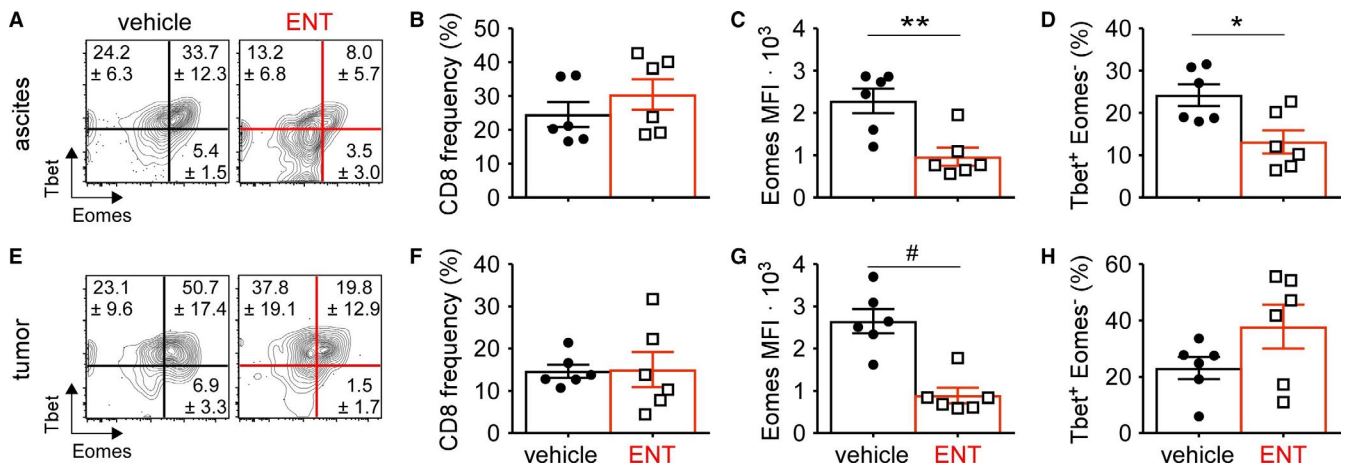 A
vehicle
ENT
24.2
± 6.3
33.7
± 12.3
13.2
± 6.8
8.0
± 5.7
5.4
± 1.5
3.5
± 3.0
ascites
Tbet
Eomes
B
CD8 frequency (%)
50
40
30
20
10
0
C
Eomes MFI · 10³
4
3
2
1
0
**
D
Tbet⁺ Eomes⁻ (%)
40
30
20
10
0
*
E
23.1
± 9.6
50.7
± 17.4
37.8
± 19.1
19.8
± 12.9
6.9
± 3.3
1.5
± 1.7
tumor
Tbet
Eomes
F
CD8 frequency (%)
40
30
20
10
0
vehicle
ENT
G
Eomes MFI · 10³
4
3
2
1
0
#
vehicle
ENT
H
Tbet⁺ Eomes⁻ (%)
60
40
20
0
vehicle
ENT